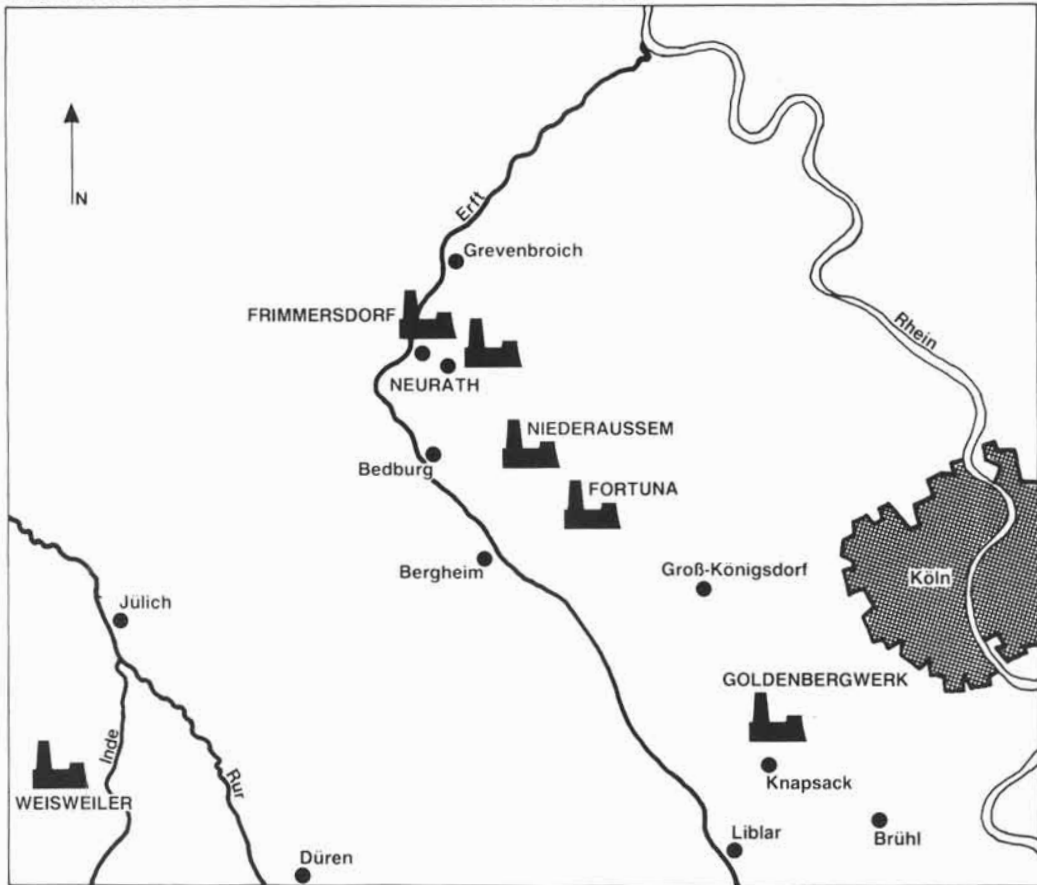 N
Erft
Grevenbroich
FRIMMERSDORF
Rhein
NEURATH
NIEDERAUSSEM
Bedburg
FORTUNA
Bergheim
Groß-Königsdorf
Köln
Jülich
GOLDENBERGWERK
Inde
Rur
Knapsack
WEISWEILER
Liblar
Brühl
Düren